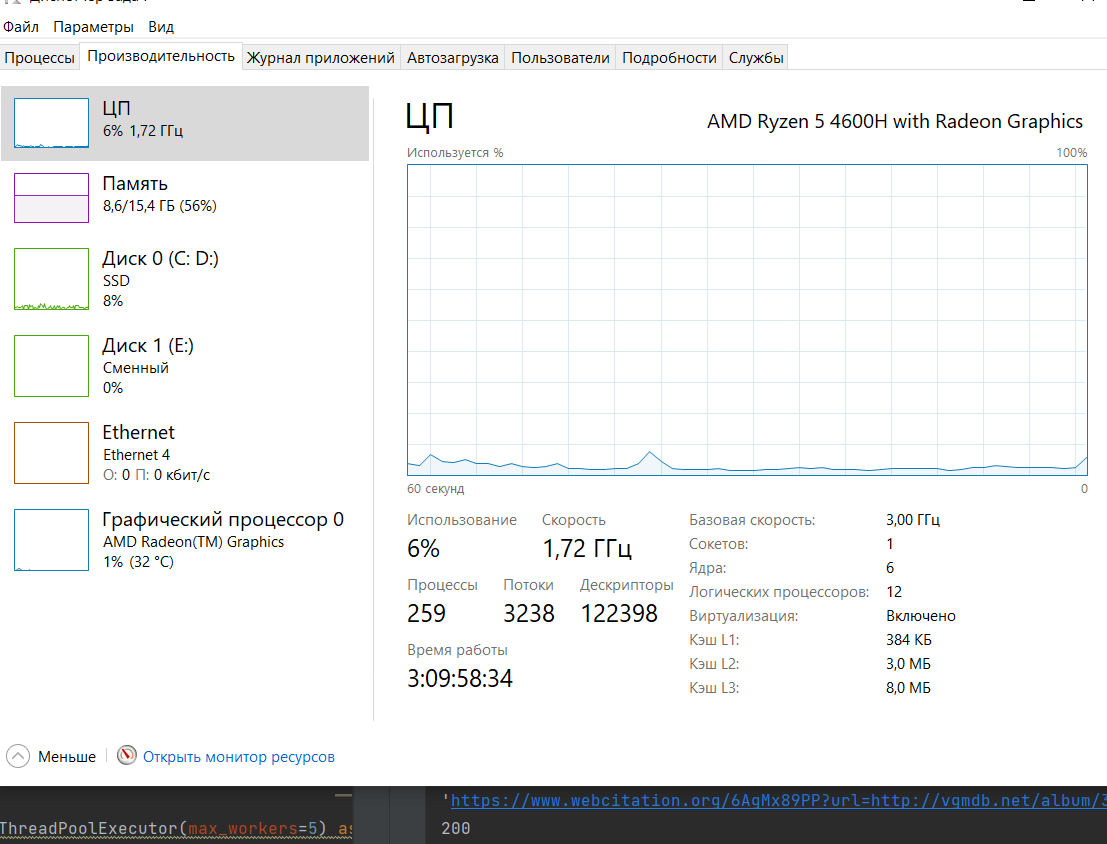 Файл Параметры Вид
Процессы Производительность Журнал приложений Автозагрузка Пользователи Подробности Службы
ЦП
6% 1,72 ГГц
Память
8,6/15,4 ГБ (56%)
Диск 0 (C: D:)
SSD
8%
Диск 1 (E:)
Сменный
0%
Ethernet
Ethernet 4
О: 0 П: 0 кбит/с
Графический процессор 0
AMD Radeon(TM) Graphics
1% (32 °C)
ЦП
AMD Ryzen 5 4600H with Radeon Graphics
Используется %
100%
60 секунд
0
Использование
6%
Скорость
1,72 ГГц
Процессы
259
Потоки
3238
Дескрипторы
122398
Время работы
3:09:58:34
Базовая скорость: 3,00 ГГц
Сокетов: 1
Ядра: 6
Логических процессоров: 12
Виртуализация: Включено
Кэш L1: 384 КБ
Кэш L2: 3,0 МБ
Кэш L3: 8,0 МБ
Меньше
Открыть монитор ресурсов
'https://www.webcitation.org/6AgMx89PP?url=http://vgmdb.net/album/3
ThreadPoolExecutor(max_workers=5) as
200